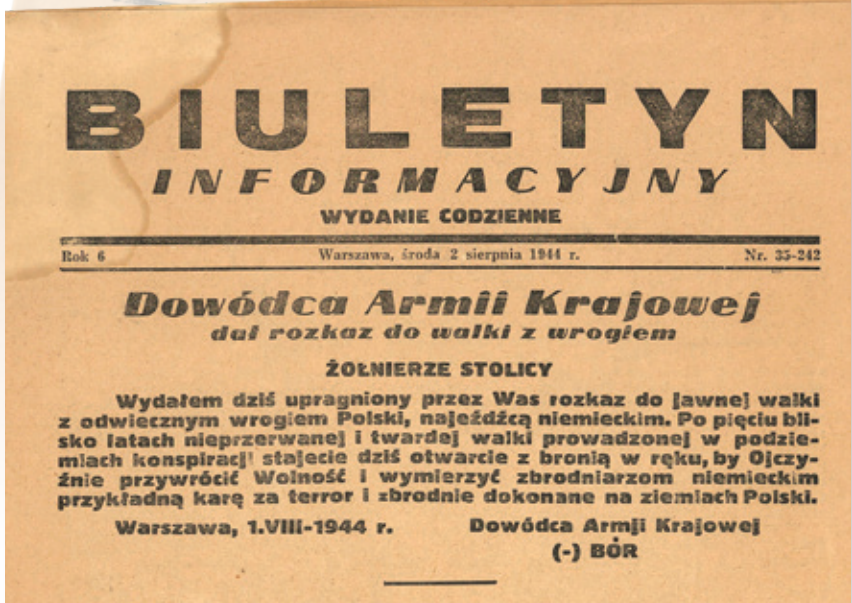 BIULETYN
INFORMACYJNY
WYDANIE CODZIENNE
Rok 6 Warszawa, środa 2 sierpnia 1944 r. Nr. 35-242
Dowódca Armii Krajowej
dał rozkaz do walki z wrogiem
ŻOŁNIERZE STOLICY
Wydałem dziś upragniony przez Was rozkaz do jawnej walki
z odwiecznym wrogiem Polski, najeźdźcą niemieckim. Po pięciu bli-
sko latach nieprzerwanej i twardej walki prowadzonej w podzie-
miach konspiracji stajecie dziś otwarcie z bronią w ręku, by Ojczy-
źnie przywrócić Wolność i wymierzyć zbrodniarzom niemieckim
przykładną karę za terror i zbrodnie dokonane na ziemiach Polski.
Warszawa, 1.VIII-1944 r. Dowódca Armji Krajowej
(-) BÓR